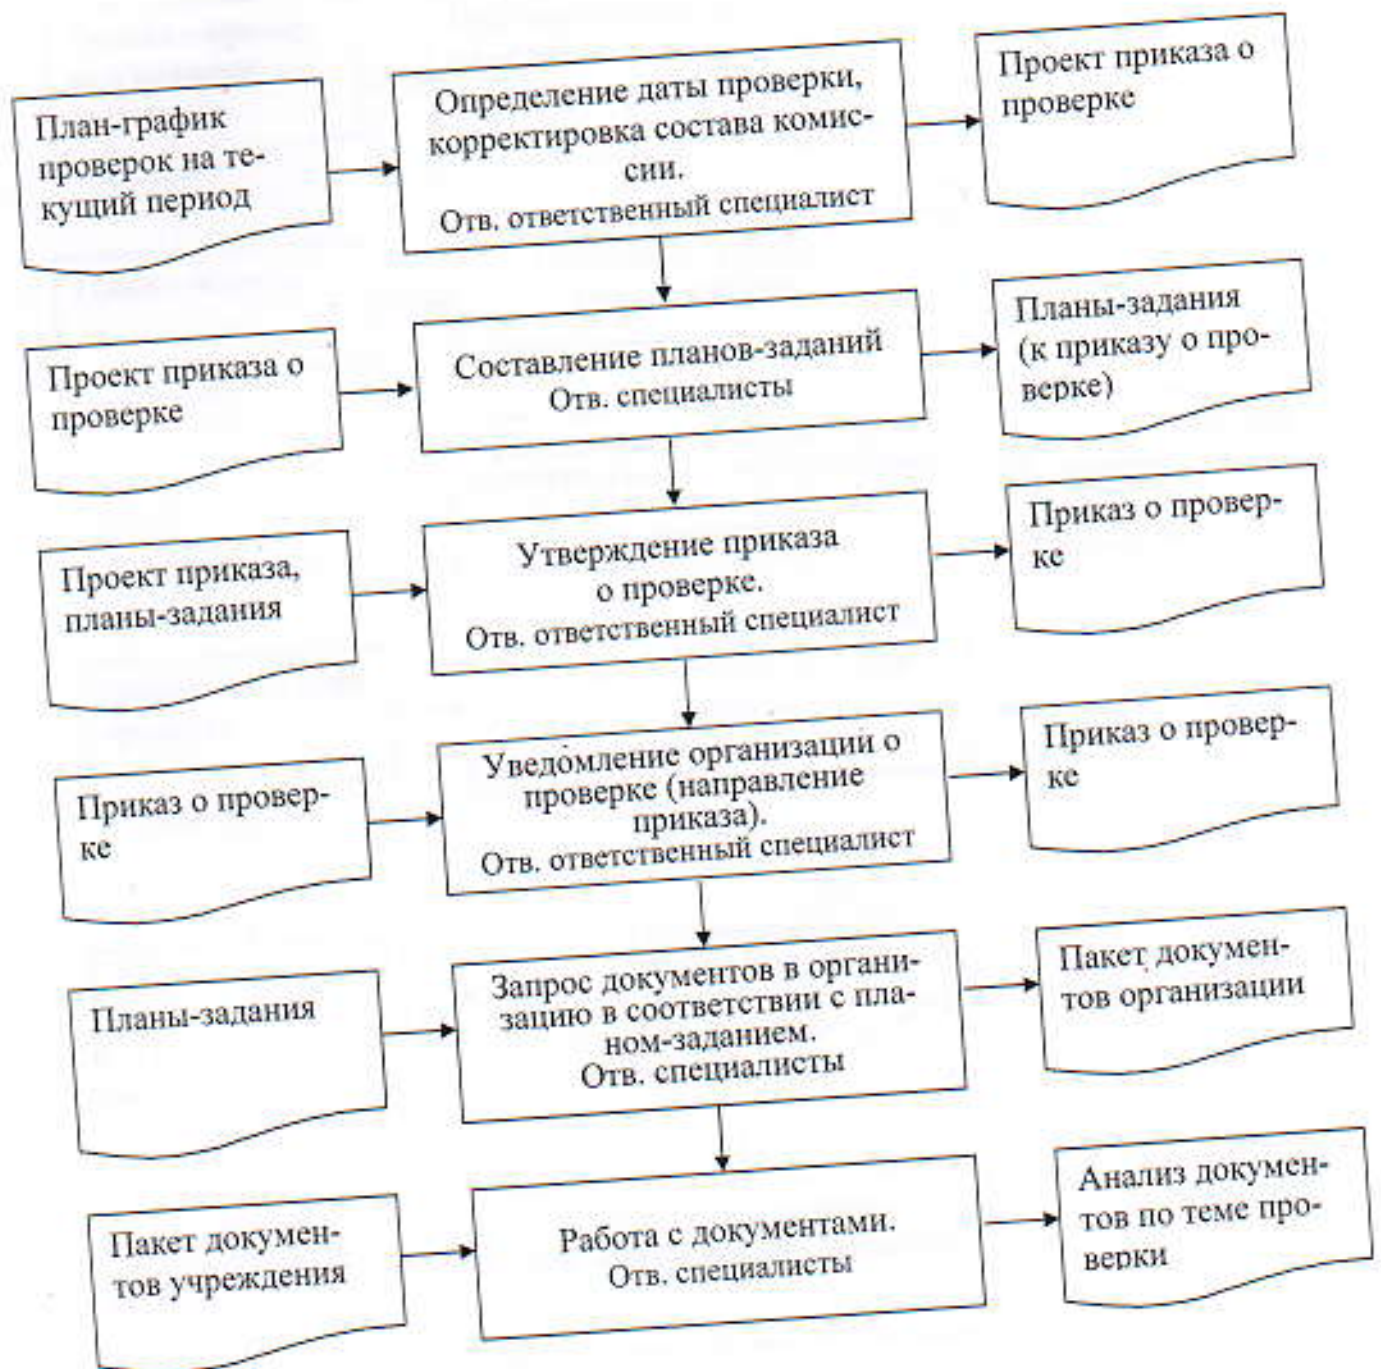 План-график
проверок на те-
кущий период
Определение даты проверки,
корректировка состава комис-
сии.
Отв. ответственный специалист
Проект приказа о
проверке
Проект приказа о
проверке
Составление планов-заданий
Отв. специалисты
Планы-задания
(к приказу о про-
верке)
Проект приказа,
планы-задания
Утверждение приказа
о проверке.
Отв. ответственный специалист
Приказ о провер-
ке
Приказ о провер-
ке
Уведомление организации о
проверке (направление
приказа).
Отв. ответственный специалист
Приказ о провер-
ке
Планы-задания
Запрос документов в органи-
зацию в соответствии с пла-
ном-заданием.
Отв. специалисты
Пакет докумен-
тов организации
Пакет докумен-
тов учреждения
Работа с документами.
Отв. специалисты
Анализ докумен-
тов по теме про-
верки